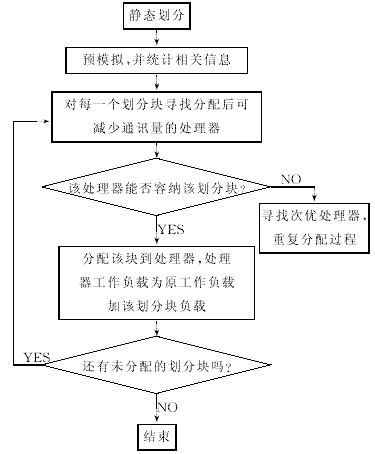 静态划分
预模拟,并统计相关信息
对每一个划分块寻找分配后可
减少通讯量的处理器
该处理器能否容纳该划分块?
NO
寻找次优处理器,
重复分配过程
YES
分配该块到处理器,处理
器工作负载为原工作负载
加该划分块负载
YES
还有未分配的划分块吗?
NO
结束